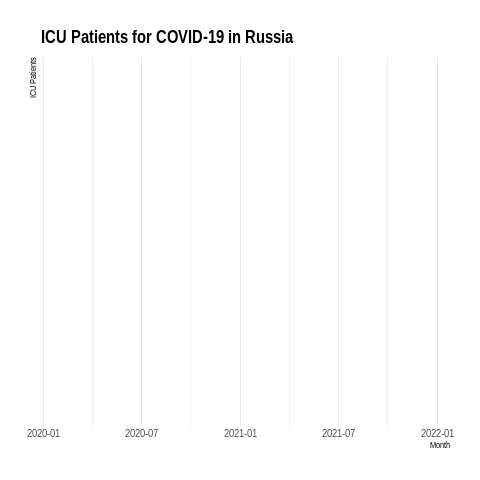 ICU Patients for COVID-19 in Russia
ICU Patients
2020-01 2020-07 2021-01 2021-07 2022-01
Month